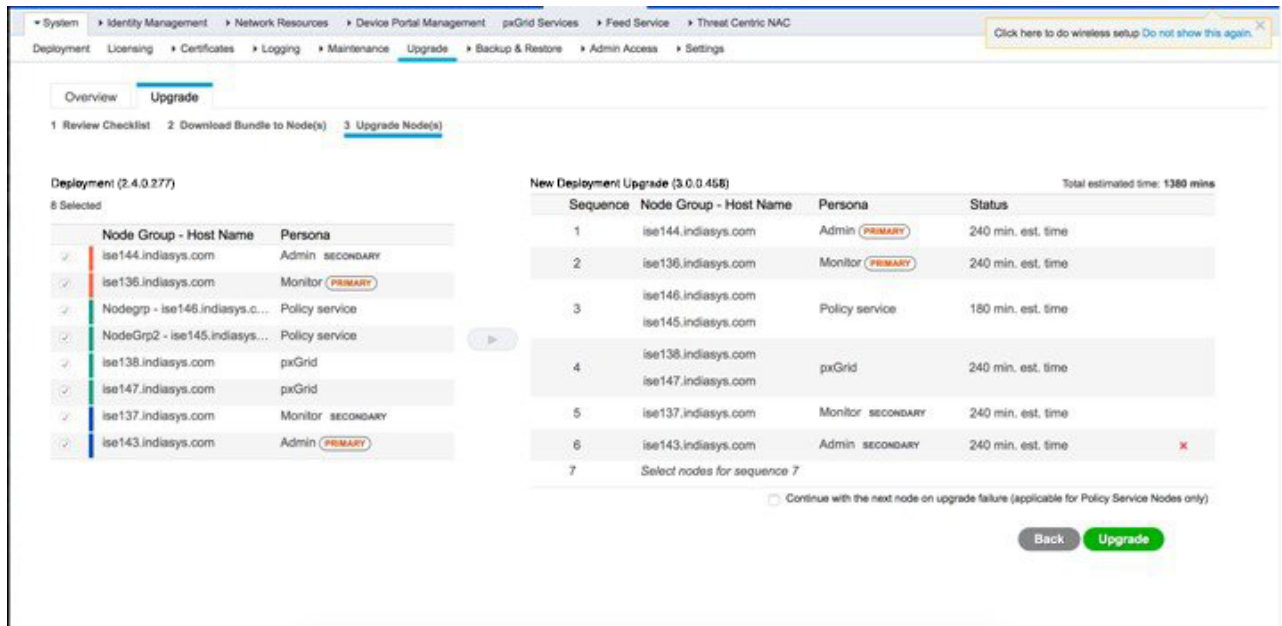 System Identity Management Network Resources Device Portal Management pxGrid Services Feed Service Threat Centric NAC
Click here to do wireless setup Do not show this again.
Deployment Licensing Certificates Logging Maintenance Upgrade Backup & Restore Admin Access Settings
Overview Upgrade
1 Review Checklist 2 Download Bundle to Node(s) 3 Upgrade Node(s)
Deployment (2.4.0.277)
8 Selected
Node Group - Host Name Persona
ise144.indiasys.com Admin SECONDARY
ise136.indiasys.com Monitor PRIMARY
Nodegrp - ise146.indiasys.c... Policy service
NodeGrp2 - ise145.indiasys... Policy service
ise138.indiasys.com pxGrid
ise147.indiasys.com pxGrid
ise137.indiasys.com Monitor SECONDARY
ise143.indiasys.com Admin PRIMARY
New Deployment Upgrade (3.0.0.458) Total estimated time: 1380 mins
Sequence Node Group - Host Name Persona Status
1 ise144.indiasys.com Admin PRIMARY 240 min. est. time
2 ise136.indiasys.com Monitor PRIMARY 240 min. est. time
ise146.indiasys.com
3 Policy service 180 min. est. time
ise145.indiasys.com
ise138.indiasys.com
4 pxGrid 240 min. est. time
ise147.indiasys.com
5 ise137.indiasys.com Monitor SECONDARY 240 min. est. time
6 ise143.indiasys.com Admin SECONDARY 240 min. est. time
7 Select nodes for sequence 7
Continue with the next node on upgrade failure (applicable for Policy Service Nodes only)
Back Upgrade